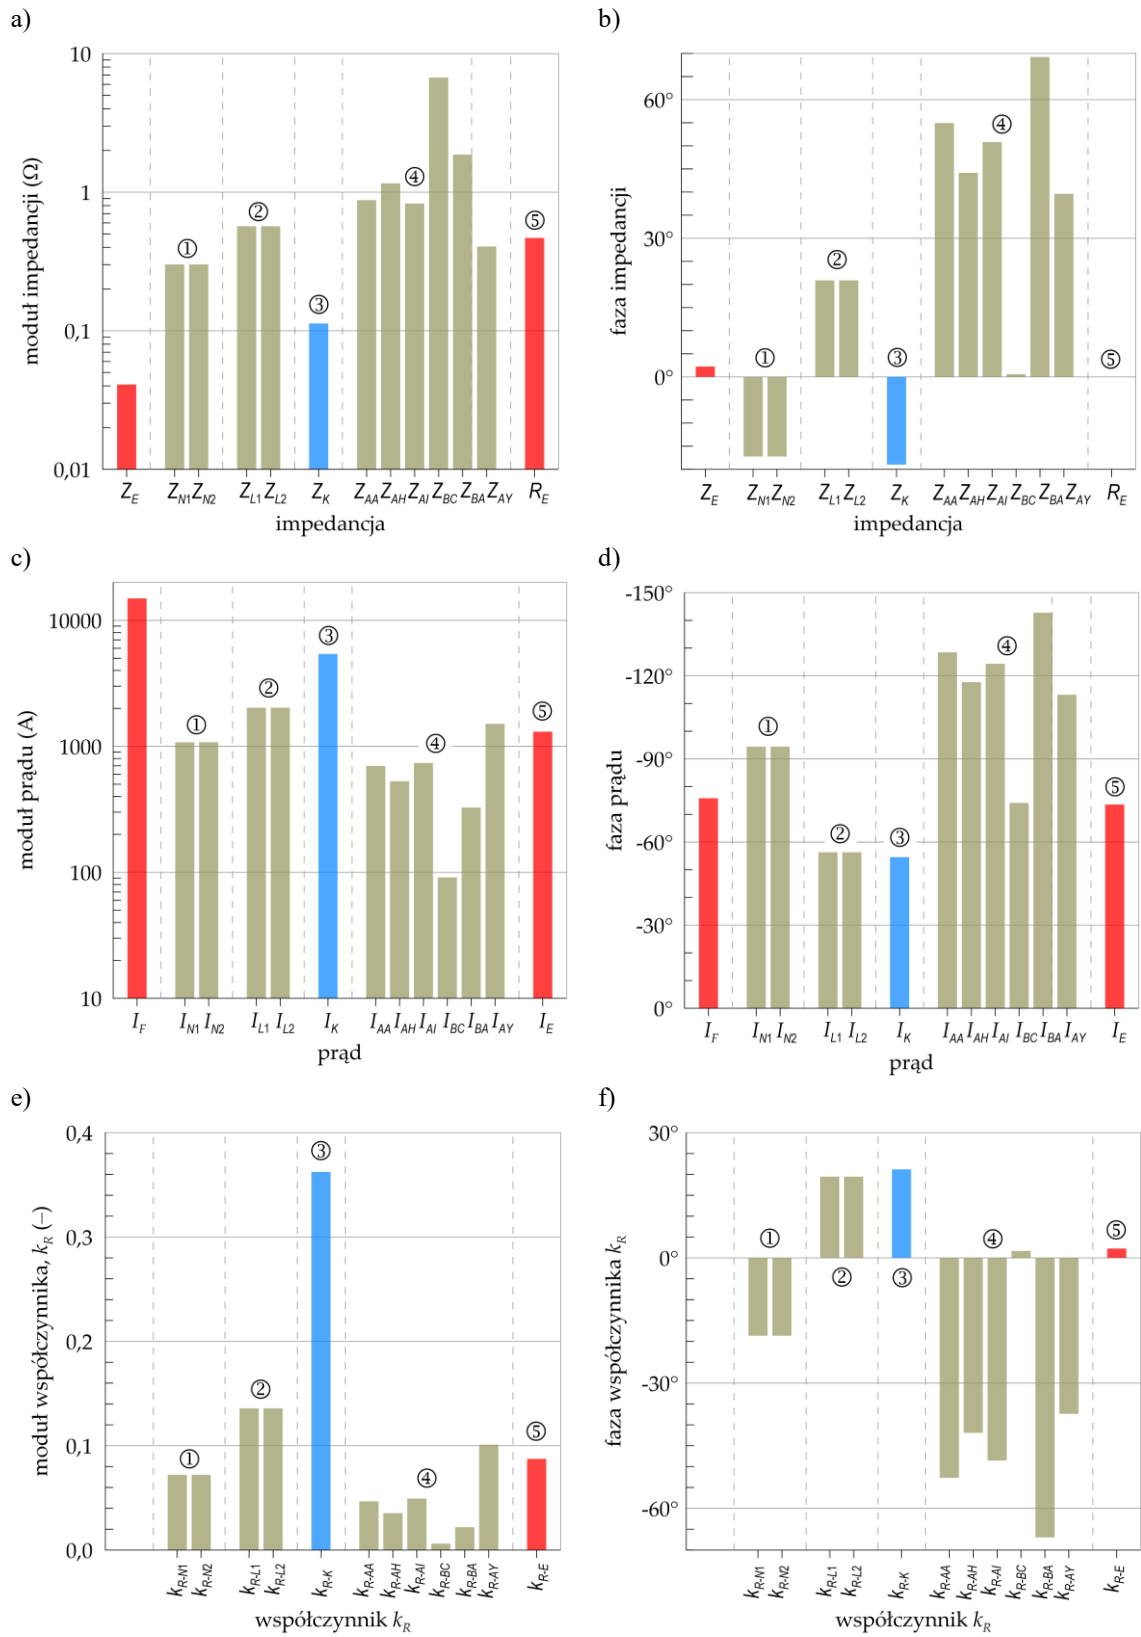 a)
10
1
0,1
0,01
moduł impedancji (Ω)
① ② ③ ④ ⑤
Z_E Z_N1 Z_N2 Z_L1 Z_L2 Z_K Z_AA Z_AH Z_AI Z_BC Z_BA Z_AY R_E
impedancja
b)
60°
30°
0°
faza impedancji
① ② ③ ④ ⑤
Z_E Z_N1 Z_N2 Z_L1 Z_L2 Z_K Z_AA Z_AH Z_AI Z_BC Z_BA Z_AY R_E
impedancja
c)
10000
1000
100
10
moduł prądu (A)
① ② ③ ④ ⑤
I_F I_N1 I_N2 I_L1 I_L2 I_K I_AA I_AH I_AI I_BC I_BA I_AY I_E
prąd
d)
-150°
-120°
-90°
-60°
-30°
0°
faza prądu
① ② ③ ④ ⑤
I_F I_N1 I_N2 I_L1 I_L2 I_K I_AA I_AH I_AI I_BC I_BA I_AY I_E
prąd
e)
0,4
0,3
0,2
0,1
0,0
moduł współczynnika, k_R (–)
① ② ③ ④ ⑤
k_R-N1 k_R-N2 k_R-L1 k_R-L2 k_R-K k_R-AA k_R-AH k_R-AI k_R-BC k_R-BA k_R-AY k_R-E
współczynnik k_R
f)
30°
0°
-30°
-60°
faza współczynnika k_R
① ② ③ ④ ⑤
k_R-N1 k_R-N2 k_R-L1 k_R-L2 k_R-K k_R-AA k_R-AH k_R-AI k_R-BC k_R-BA k_R-AY k_R-E
współczynnik k_R